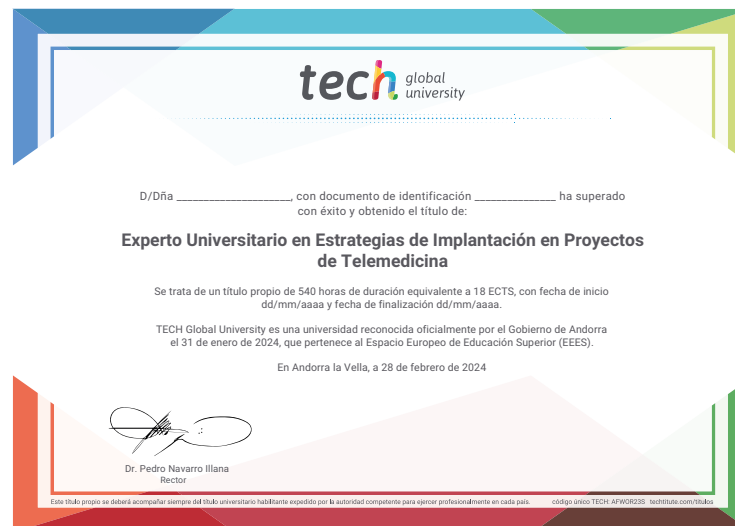 tech global
university
D/Dña ______________________, con documento de identificación ________________ ha superado
con éxito y obtenido el título de:
Experto Universitario en Estrategias de Implantación en Proyectos
de Telemedicina
Se trata de un título propio de 540 horas de duración equivalente a 18 ECTS, con fecha de inicio
dd/mm/aaaa y fecha de finalización dd/mm/aaaa.
TECH Global University es una universidad reconocida oficialmente por el Gobierno de Andorra
el 31 de enero de 2024, que pertenece al Espacio Europeo de Educación Superior (EEES).
En Andorra la Vella, a 28 de febrero de 2024
Dr. Pedro Navarro Illana
Rector
Este título propio se deberá acompañar siempre del título universitario habilitante expedido por la autoridad competente para ejercer profesionalmente en cada país. código único TECH: AFWOR23S techtitute.com/titulos